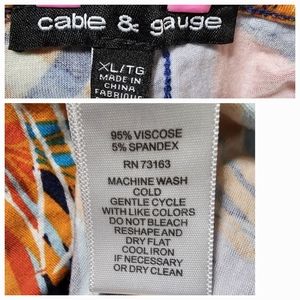 cable & gauge
XL/TG
MADE IN
CHINA
FABRIQUÉ
95% VISCOSE
5% SPANDEX
RN 73163
MACHINE WASH
COLD
GENTLE CYCLE
WITH LIKE COLORS
DO NOT BLEACH
RESHAPE AND
DRY FLAT
COOL IRON
IF NECESSARY
OR DRY CLEAN